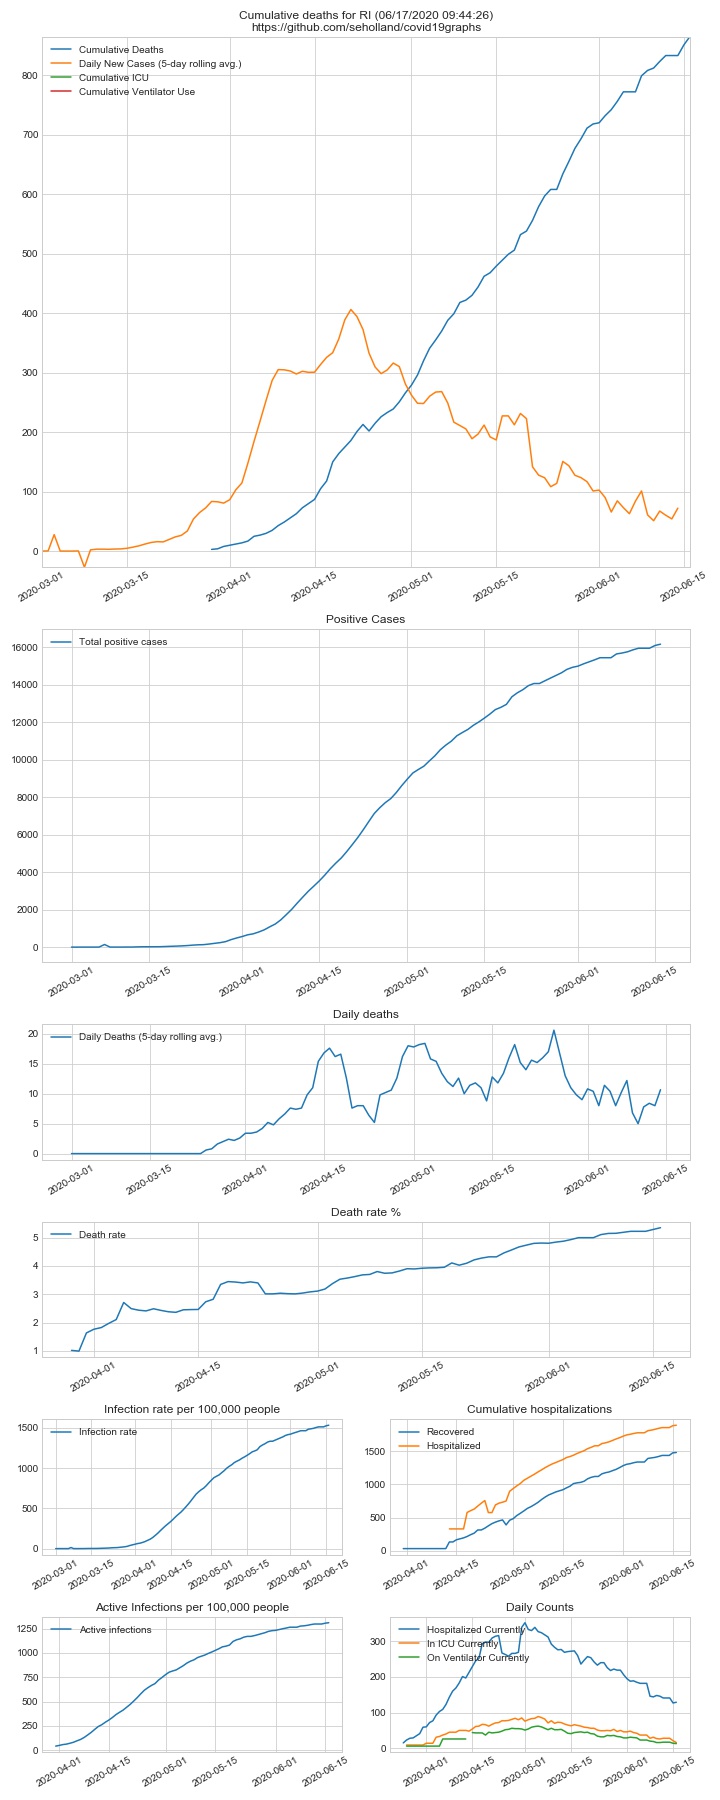 Cumulative deaths for RI (06/17/2020 09:44:26)
https://github.com/seholland/covid19graphs
Cumulative Deaths
Daily New Cases (5-day rolling avg.)
Cumulative ICU
Cumulative Ventilator Use
800
700
600
500
400
300
200
100
0
2020-03-01 2020-03-15 2020-04-01 2020-04-15 2020-05-01 2020-05-15 2020-06-01 2020-06-15
Positive Cases
Total positive cases
16000
14000
12000
10000
8000
6000
4000
2000
0
2020-03-01 2020-03-15 2020-04-01 2020-04-15 2020-05-01 2020-05-15 2020-06-01 2020-06-15
Daily deaths
Daily Deaths (5-day rolling avg.)
20
15
10
5
0
2020-03-01 2020-03-15 2020-04-01 2020-04-15 2020-05-01 2020-05-15 2020-06-01 2020-06-15
Death rate %
Death rate
5
4
3
2
1
2020-04-01 2020-04-15 2020-05-01 2020-05-15 2020-06-01 2020-06-15
Infection rate per 100,000 people
Infection rate
1500
1000
500
0
2020-03-01 2020-03-15 2020-04-01 2020-04-15 2020-05-01 2020-05-15 2020-06-01 2020-06-15
Cumulative hospitalizations
Recovered
Hospitalized
1500
1000
500
0
2020-04-01 2020-04-15 2020-05-01 2020-05-15 2020-06-01 2020-06-15
Active Infections per 100,000 people
Active infections
1250
1000
750
500
250
0
2020-04-01 2020-04-15 2020-05-01 2020-05-15 2020-06-01 2020-06-15
Daily Counts
Hospitalized Currently
In ICU Currently
On Ventilator Currently
300
200
100
0
2020-04-01 2020-04-15 2020-05-01 2020-05-15 2020-06-01 2020-06-15